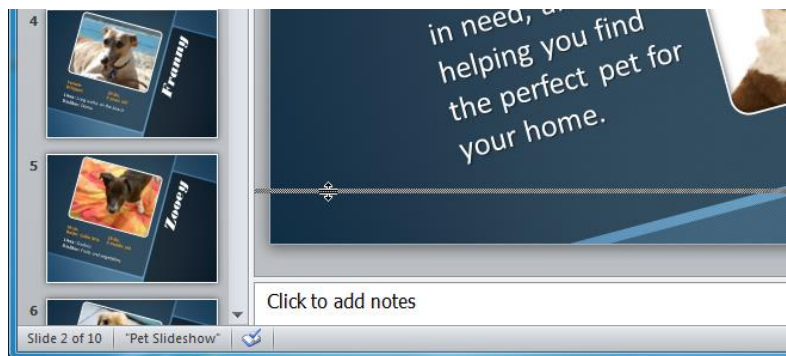 4
Franny
5
Zooey
6
in need, a
helping you find
the perfect pet for
your home.
Click to add notes
Slide 2 of 10
"Pet Slideshow"